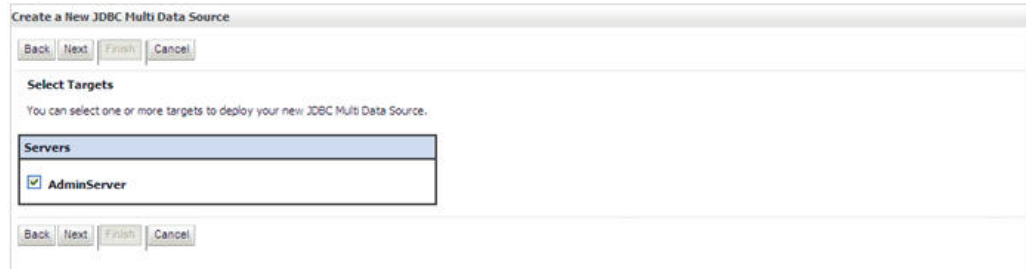 Create a New JDBC Multi Data Source
Back Next Finish Cancel
Select Targets
You can select one or more targets to deploy your new JDBC Multi Data Source.
Servers
AdminServer
Back Next Finish Cancel